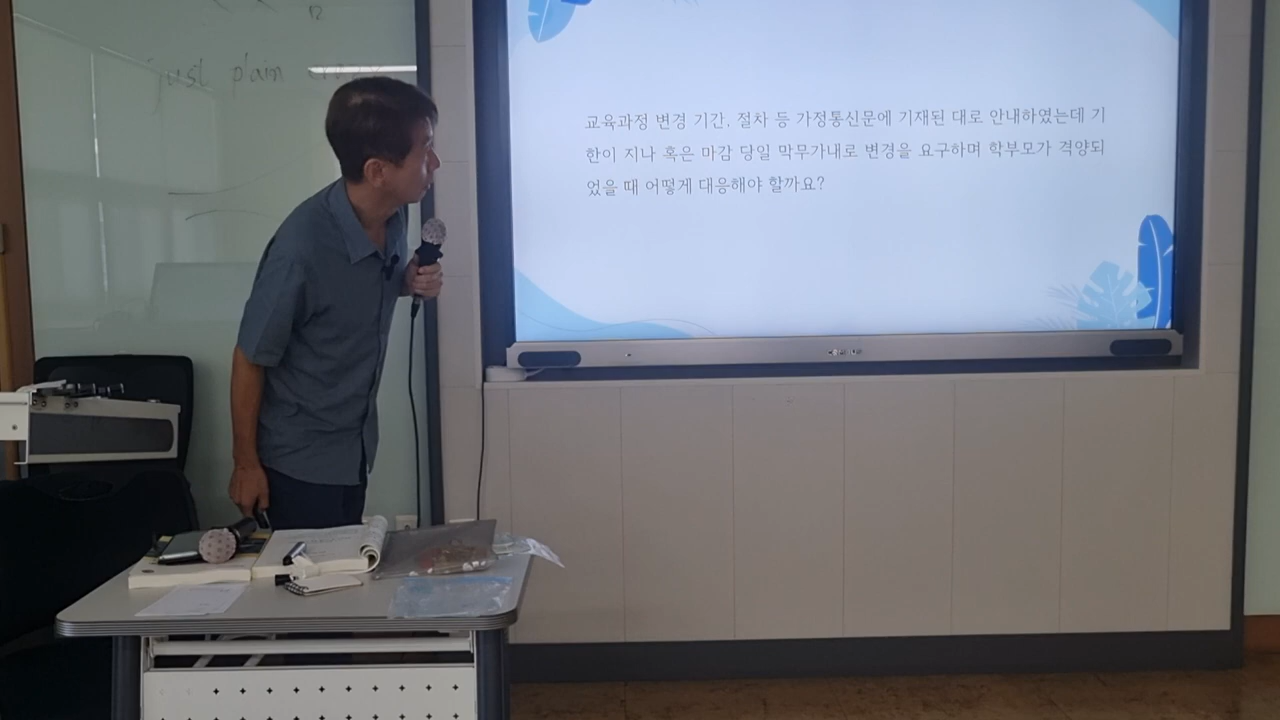 just plain
교육과정 변경 기간, 절차 등 가정통신문에 기재된 대로 안내하였는데 기
한이 지나 혹은 마감 당일 막무가내로 변경을 요구하며 학부모가 격양되
었을 때 어떻게 대응해야 할까요?